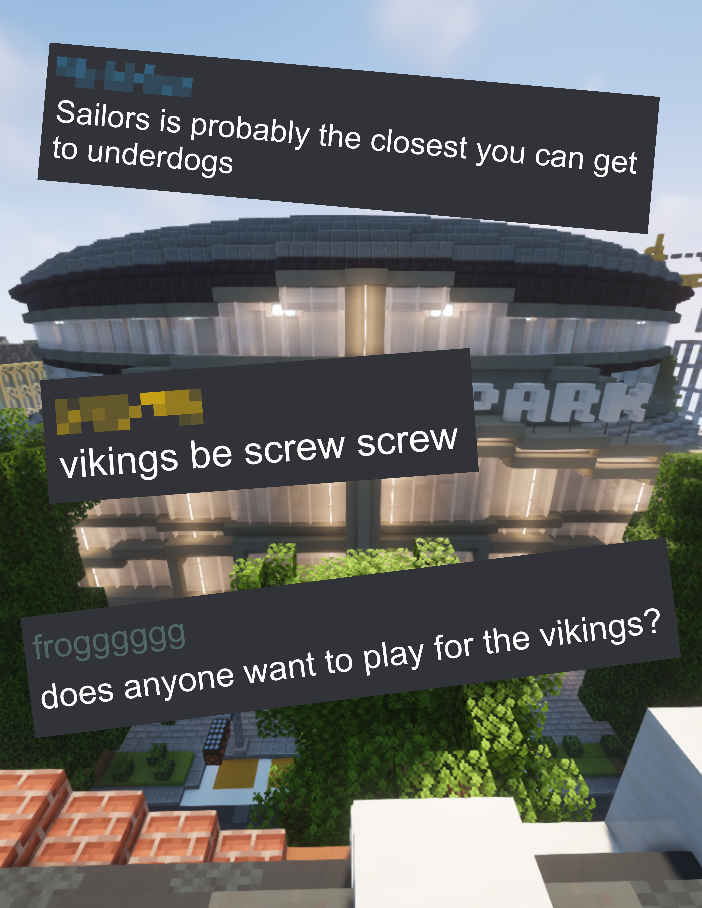 Sailors is probably the closest you can get
to underdogs
PARK
vikings be screw screw
frogggggg
does anyone want to play for the vikings?